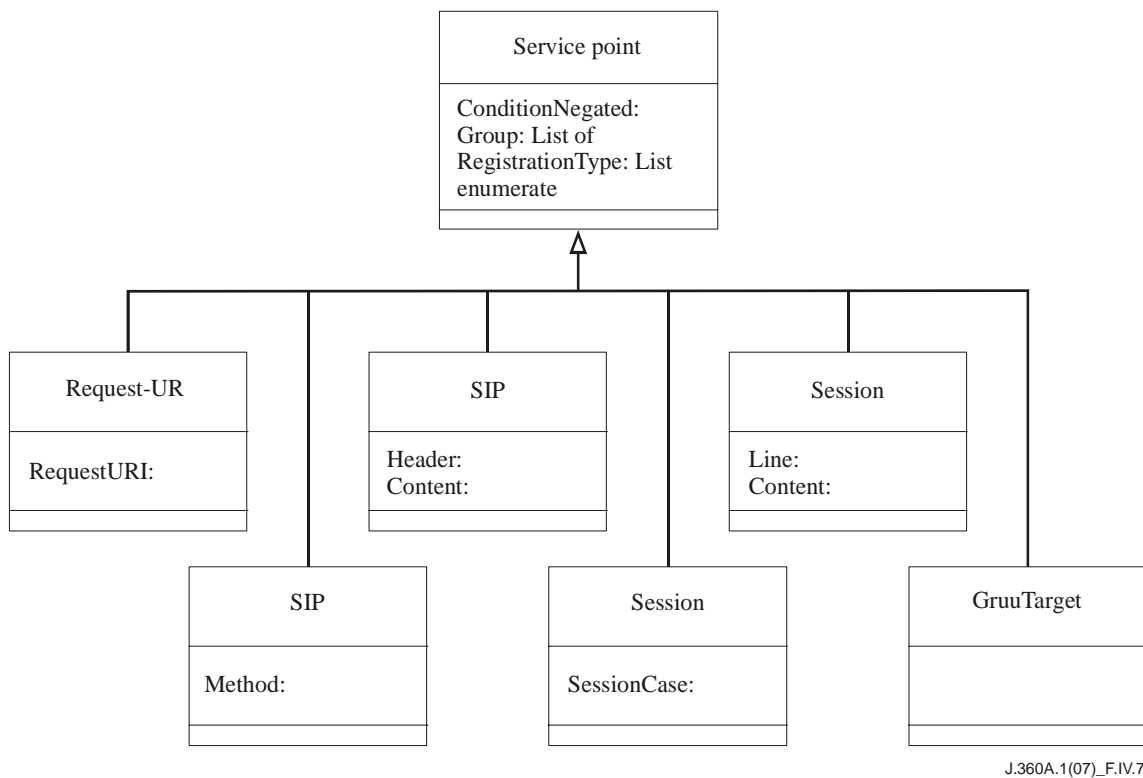 Service point
ConditionNegated:
Group: List of
RegistrationType: List
enumerate
Request-UR
RequestURI:
SIP
Header:
Content:
Session
Line:
Content:
SIP
Method:
Session
SessionCase:
GruuTarget
J.360A.1(07)_F.IV.7